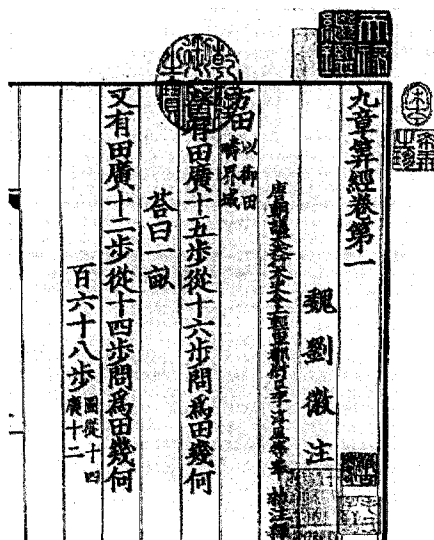 九章筭經卷第一
魏劉徽注
唐朝議大夫行太史令上輕車都尉臣李淳風等奉 勑注釋
方田以御田疇界域
今有田廣十五步從十六步問爲田幾何
荅曰一畝
又有田廣十二步從十四步問爲田幾何
百六十八步圖從十四廣十二